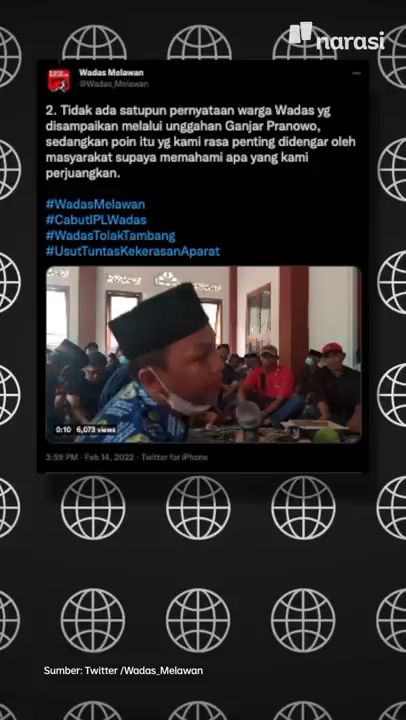 narasi
Wadas Melawan
@Wadas_Melawan
2. Tidak ada satupun pernyataan warga Wadas yg
disampaikan melalui unggahan Ganjar Pranowo,
sedangkan poin itu yg kami rasa penting didengar oleh
masyarakat supaya memahami apa yang kami
perjuangkan.
#WadasMelawan
#CabutIPLWadas
#WadasTolakTambang
#UsutTuntasKekerasanAparat
0:10 6,073 views
3:59 PM · Feb 14, 2022 · Twitter for iPhone
Sumber: Twitter /Wadas_Melawan